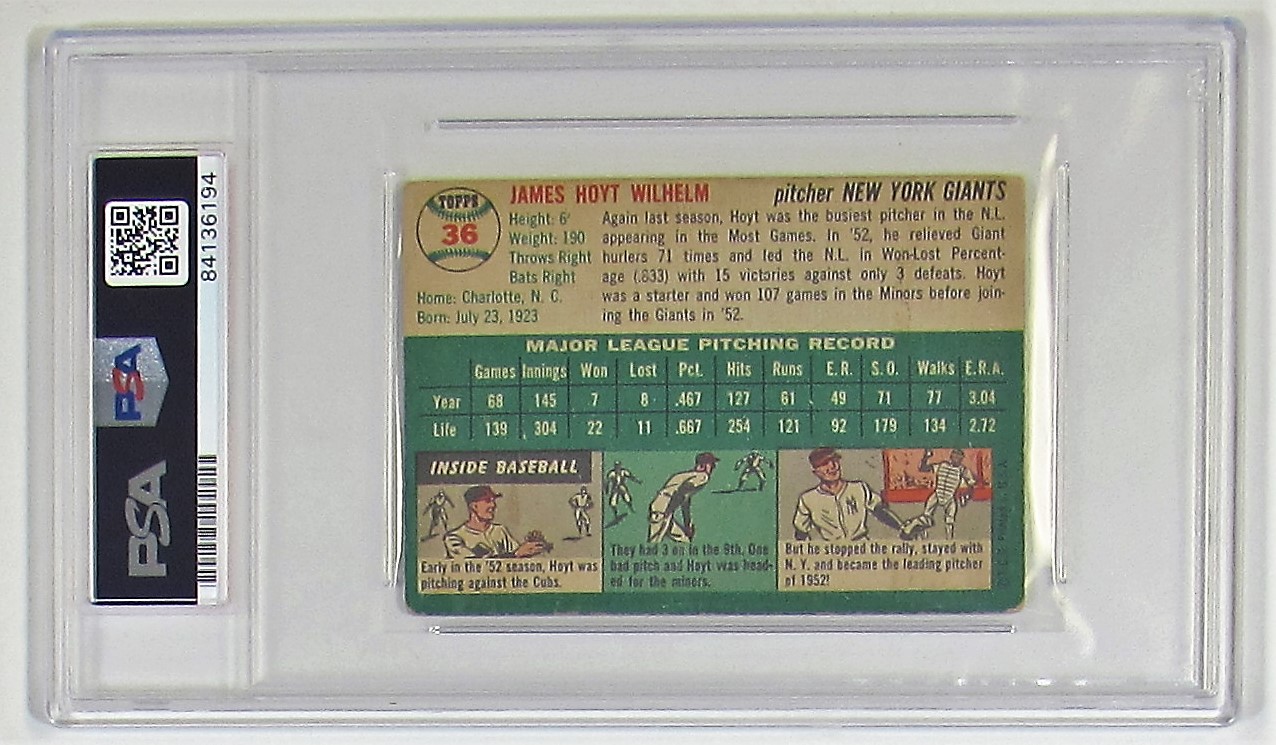 PSA
PSA
84136194
TOPPS
36
JAMES HOYT WILHELM
pitcher NEW YORK GIANTS
Height: 6'
Weight: 190
Throws Right
Bats Right
Home: Charlotte, N. C.
Born: July 23, 1923
Again last season, Hoyt was the busiest pitcher in the N.L.
appearing in the Most Games. In '52, he relieved Giant
hurlers 71 times and led the N.L. in Won-Lost Percent-
age (.833) with 15 victories against only 3 defeats. Hoyt
was a starter and won 107 games in the Minors before join-
ing the Giants in '52.
MAJOR LEAGUE PITCHING RECORD
Games Innings Won Lost Pct. Hits Runs E.R. S.O. Walks E.R.A.
Year 68 145 7 8 .467 127 61 49 71 77 3.04
Life 139 304 22 11 .667 254 121 92 179 134 2.72
INSIDE BASEBALL
Early in the '52 season, Hoyt was
pitching against the Cubs.
They had 3 on in the 9th. One
bad pitch and Hoyt was head-
ed for the minors.
But he stopped the rally, stayed with
N. Y. and became the leading pitcher
of 1952!